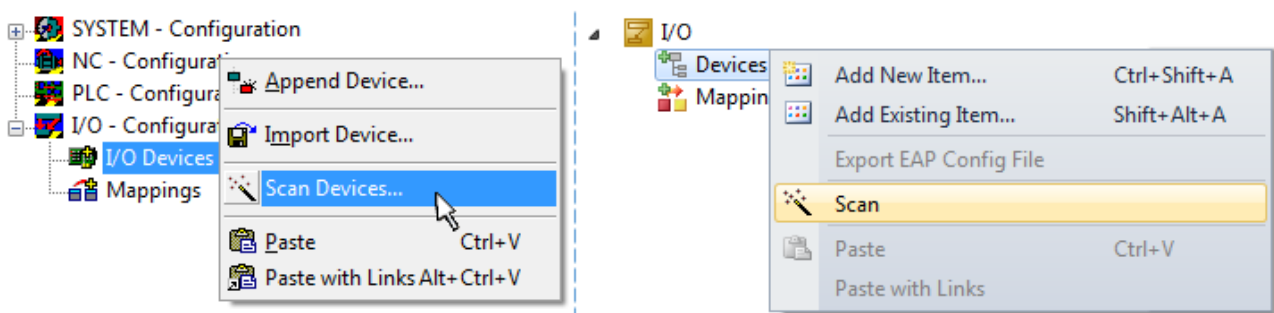 SYSTEM - Configuration
NC - Configurat
PLC - Configura
I/O - Configurat
I/O Devices
Mappings
Append Device...
Import Device...
Scan Devices...
Paste Ctrl+V
Paste with Links Alt+Ctrl+V
I/O
Devices
Mappin
Add New Item... Ctrl+Shift+A
Add Existing Item... Shift+Alt+A
Export EAP Config File
Scan
Paste Ctrl+V
Paste with Links